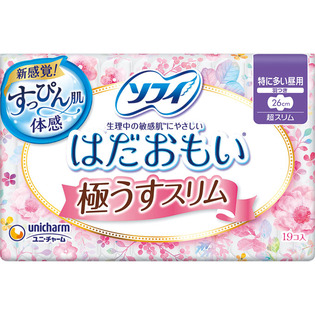 新感覚!
すっぴん肌
体感
ソフィ
生理中の敏感肌にやさしい
はだおもい
極うすスリム
特に多い昼用
羽つき
26cm
超スリム
unicharm
ユニ・チャーム
19コ入